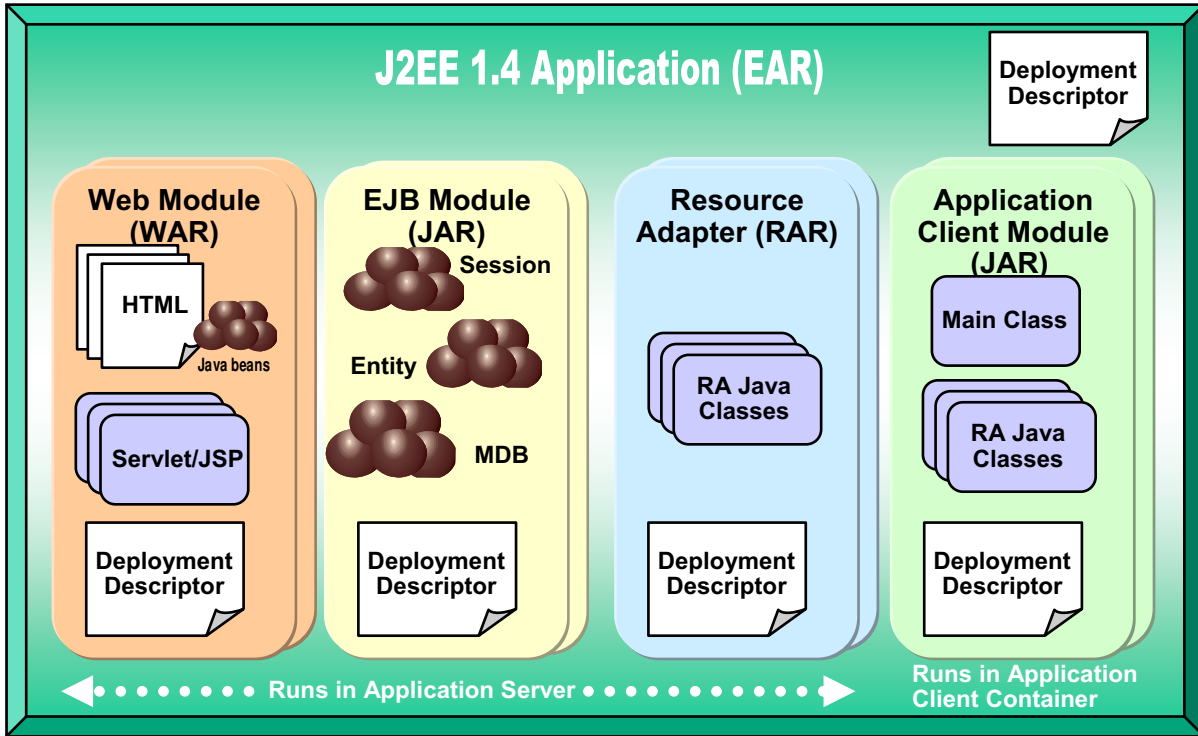 J2EE 1.4 Application (EAR)
Deployment
Descriptor
Web Module
(WAR)
HTML
Java beans
Servlet/JSP
Deployment
Descriptor
EJB Module
(JAR)
Session
Entity
MDB
Deployment
Descriptor
Resource
Adapter (RAR)
RA Java
Classes
Deployment
Descriptor
Application
Client Module
(JAR)
Main Class
RA Java
Classes
Deployment
Descriptor
Runs in Application Server
Runs in Application
Client Container